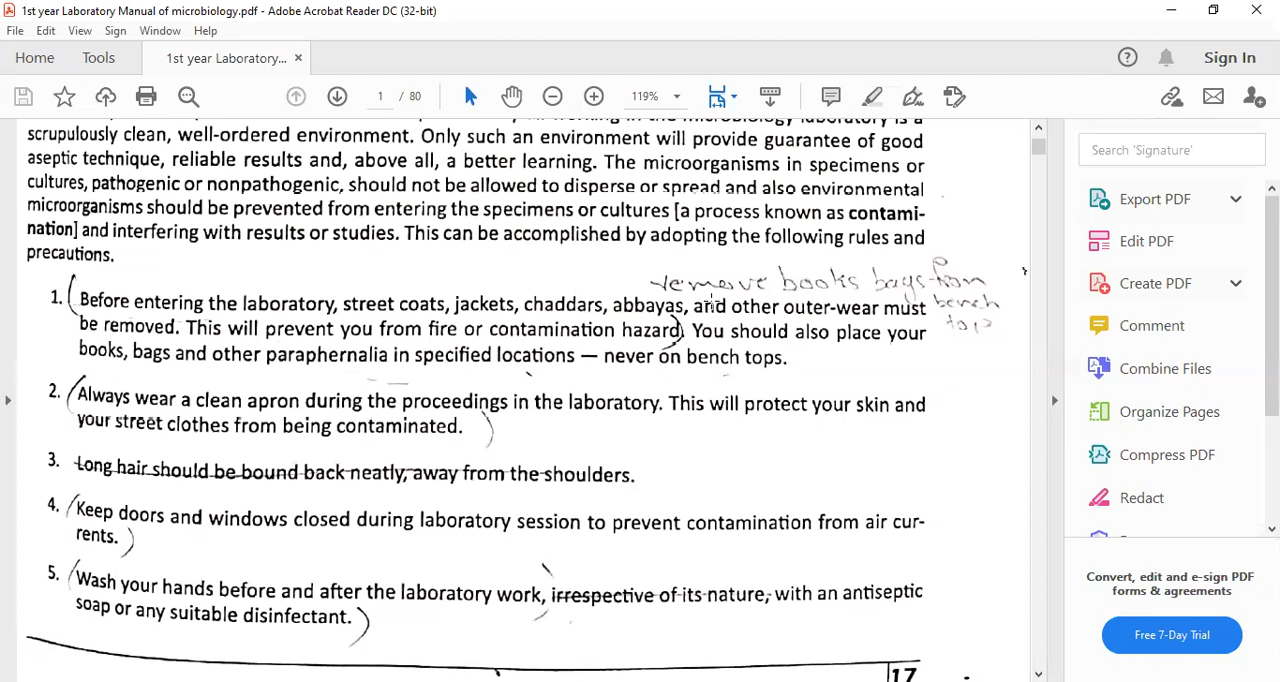 1st year Laboratory Manual of microbiology.pdf - Adobe Acrobat Reader DC (32-bit)
File Edit View Sign Window Help
Home Tools 1st year Laboratory... × Sign In
1 / 80 119%
scrupulously clean, well-ordered environment. Only such an environment will provide guarantee of good
aseptic technique, reliable results and, above all, a better learning. The microorganisms in specimens or
cultures, pathogenic or nonpathogenic, should not be allowed to disperse or spread and also environmental
microorganisms should be prevented from entering the specimens or cultures [a process known as contami-
nation] and interfering with results or studies. This can be accomplished by adopting the following rules and
precautions.
remove books bags from
bench
top
1. Before entering the laboratory, street coats, jackets, chaddars, abbayas, and other outer-wear must
be removed. This will prevent you from fire or contamination hazard) You should also place your
books, bags and other paraphernalia in specified locations — never on bench tops.
2. (Always wear a clean apron during the proceedings in the laboratory. This will protect your skin and
your street clothes from being contaminated. )
3. Long hair should be bound back neatly, away from the shoulders.
4. (Keep doors and windows closed during laboratory session to prevent contamination from air cur-
rents. )
5. (Wash your hands before and after the laboratory work, irrespective of its nature, with an antiseptic
soap or any suitable disinfectant. )
17
Search 'Signature'
Export PDF
Edit PDF
Create PDF
Comment
Combine Files
Organize Pages
Compress PDF
Redact
Convert, edit and e-sign PDF
forms & agreements
Free 7-Day Trial